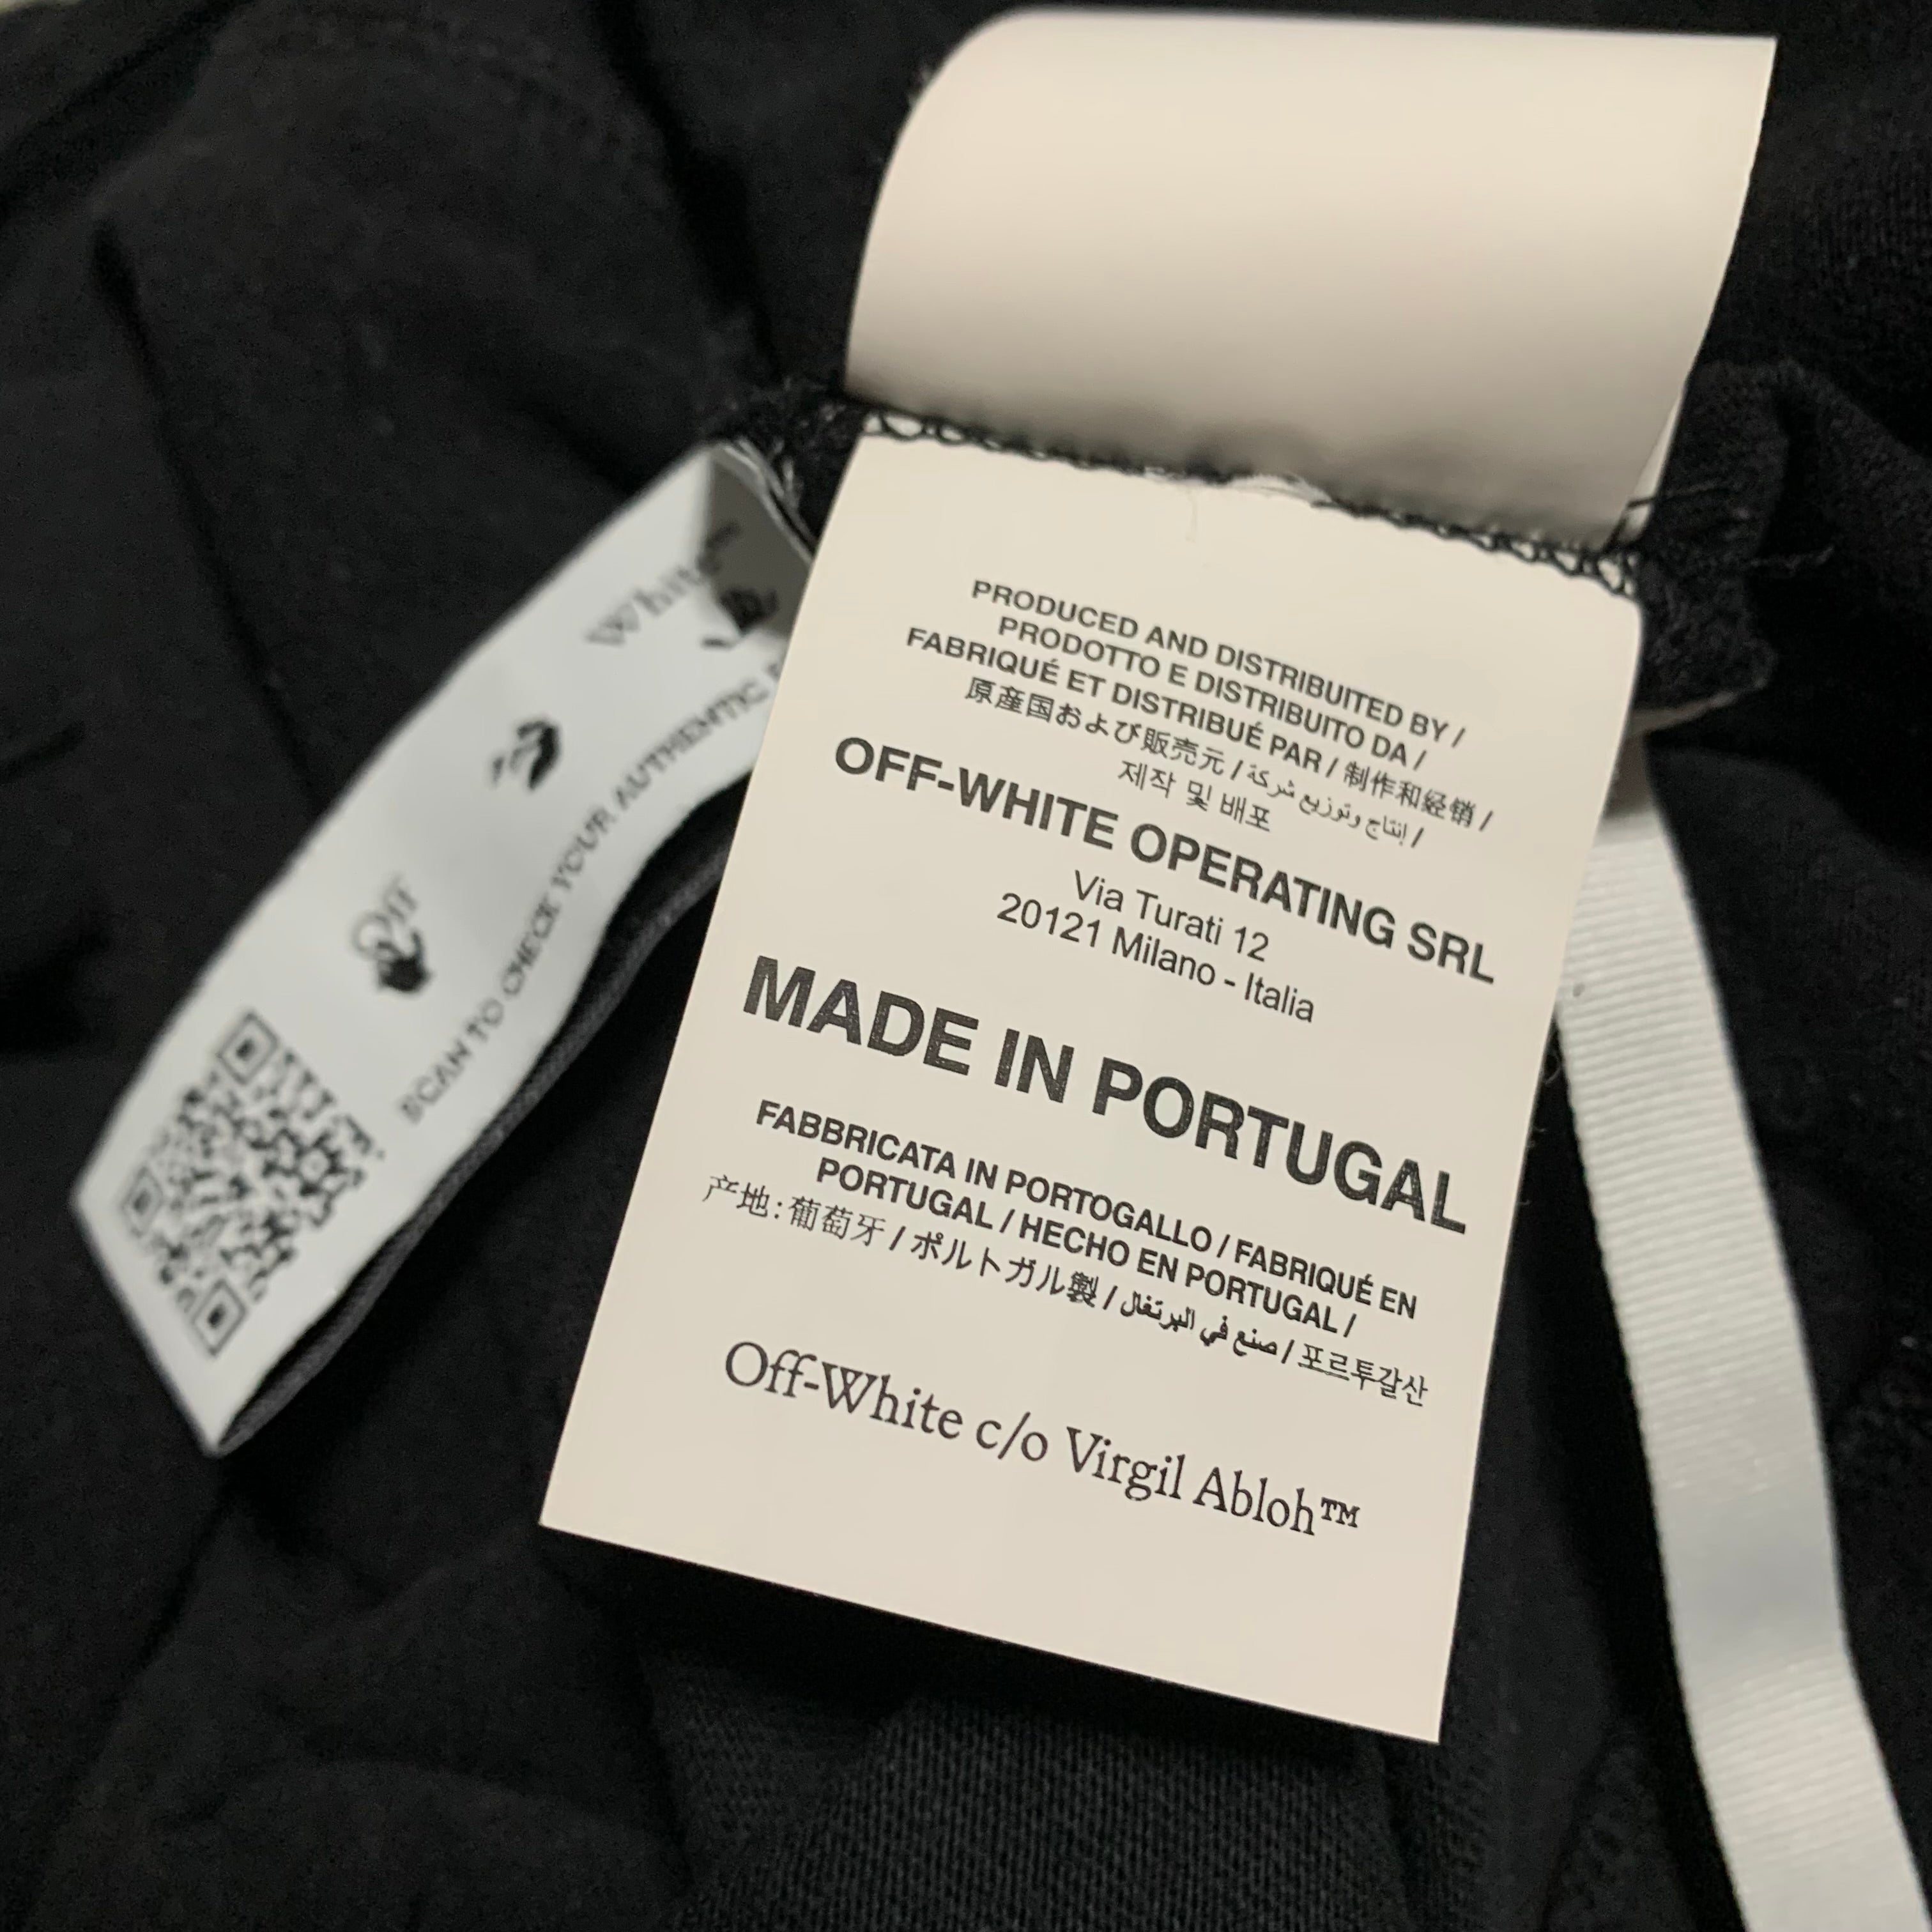 PRODUCED AND DISTRIBUITED BY /
PRODOTTO E DISTRIBUITO DA /
FABRIQUÉ ET DISTRIBUÉ PAR / 制作和经销 /
原産国および販売元 / إنتاج وتوزيع شركة /
제작 및 배포
OFF-WHITE OPERATING SRL
Via Turati 12
20121 Milano - Italia
MADE IN PORTUGAL
FABBRICATA IN PORTOGALLO / FABRIQUÉ EN
PORTUGAL / HECHO EN PORTUGAL /
产地: 葡萄牙 / ポルトガル製 / صنع في البرتغال / 포르투갈산
Off-White c/o Virgil Abloh™
Off
White™
SCAN TO CHECK YOUR AUTHENTIC